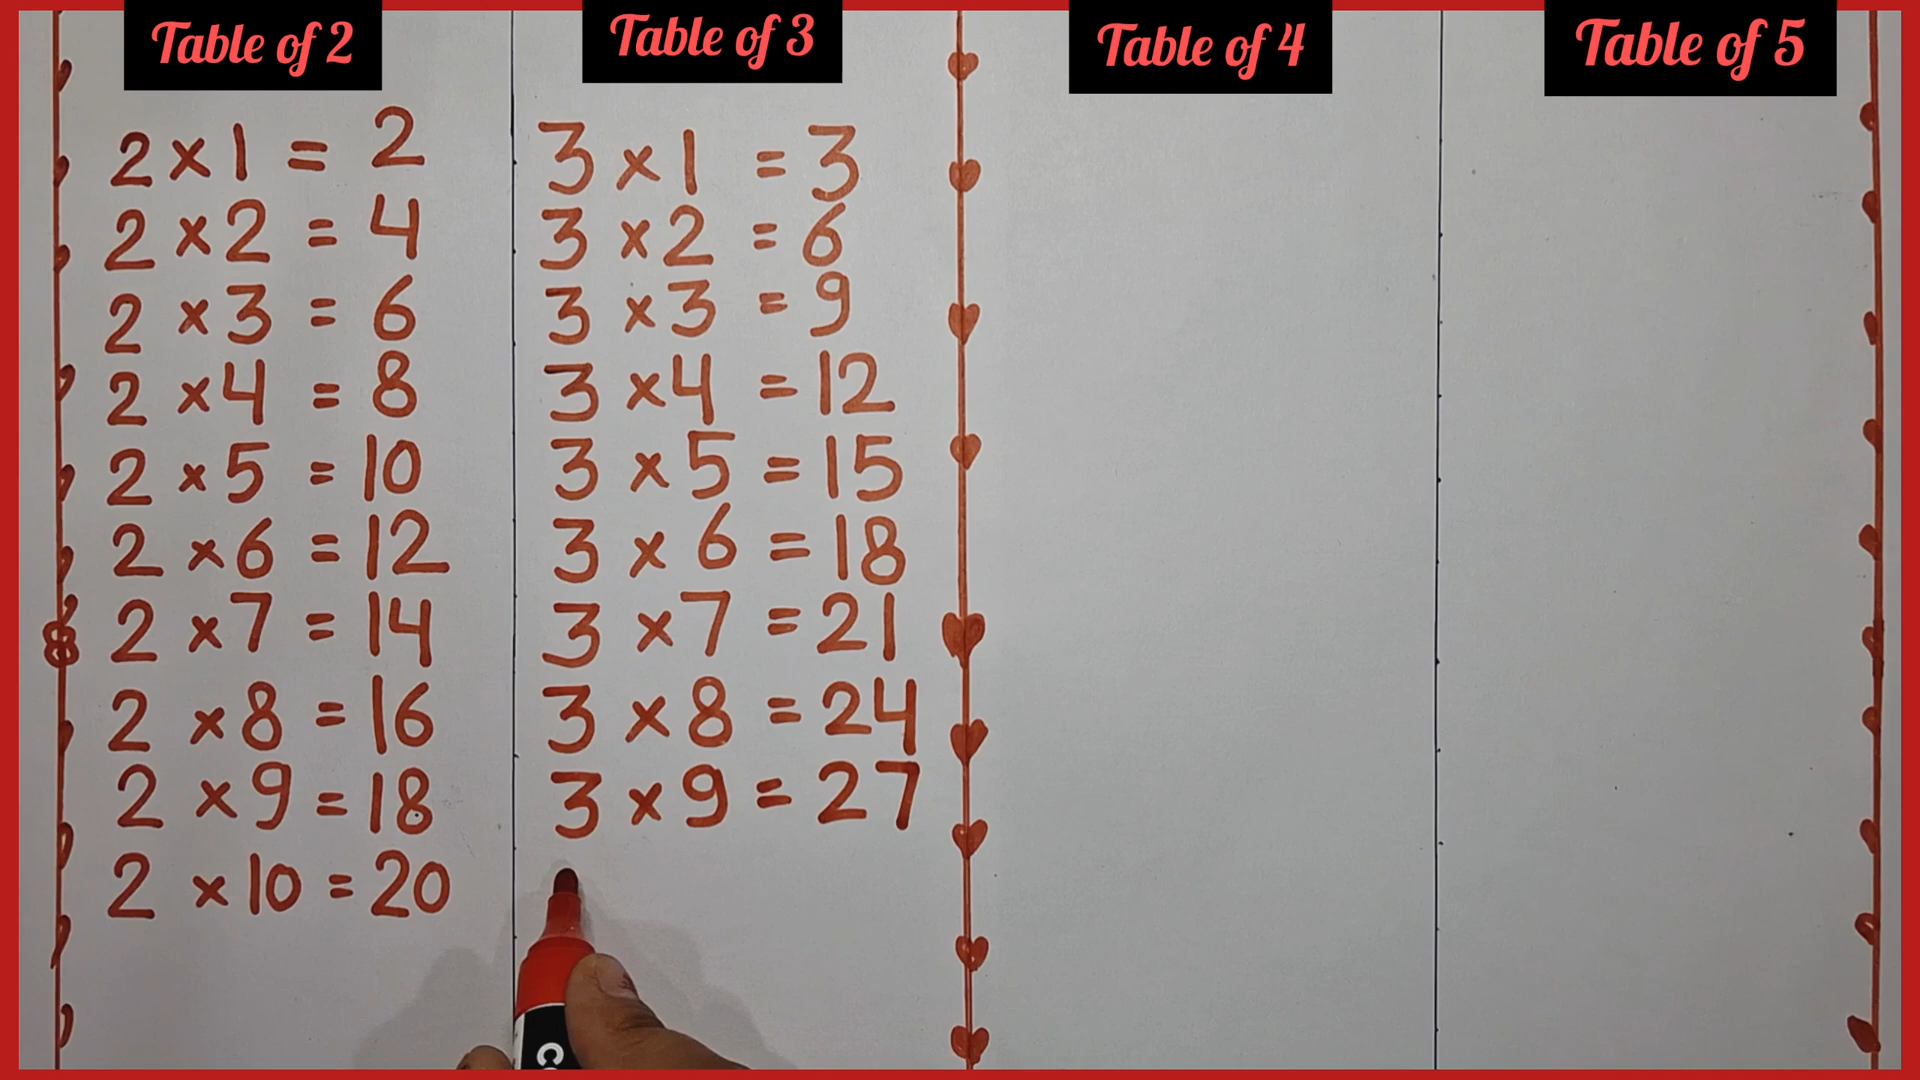 Table of 2
2 × 1 = 2
2 × 2 = 4
2 × 3 = 6
2 × 4 = 8
2 × 5 = 10
2 × 6 = 12
2 × 7 = 14
2 × 8 = 16
2 × 9 = 18
2 × 10 = 20
Table of 3
3 × 1 = 3
3 × 2 = 6
3 × 3 = 9
3 × 4 = 12
3 × 5 = 15
3 × 6 = 18
3 × 7 = 21
3 × 8 = 24
3 × 9 = 27
Table of 4
Table of 5